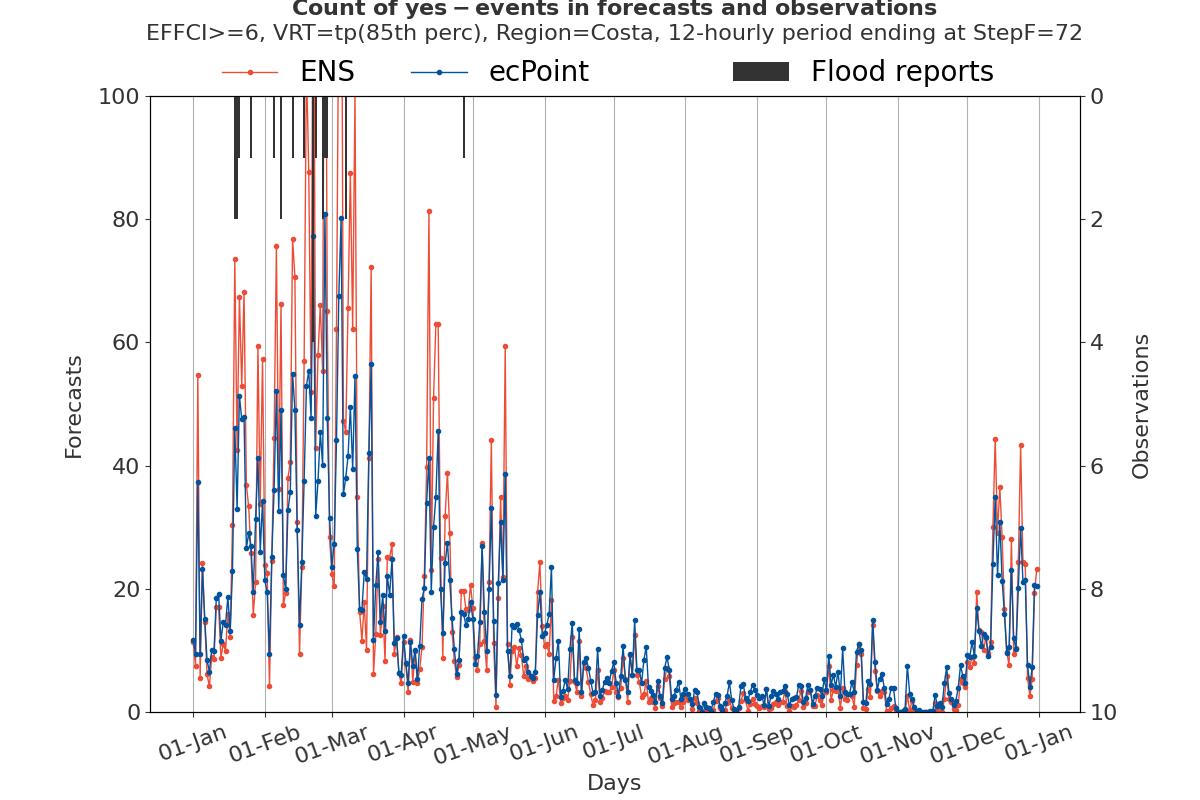 Count of yes − events in forecasts and observations
EFFCI>=6, VRT=tp(85th perc), Region=Costa, 12-hourly period ending at StepF=72
ENS ecPoint Flood reports
100 0
80 2
60 4
40 6
20 8
0 10
Forecasts
Observations
01-Jan 01-Feb 01-Mar 01-Apr 01-May 01-Jun 01-Jul 01-Aug 01-Sep 01-Oct 01-Nov 01-Dec 01-Jan
Days